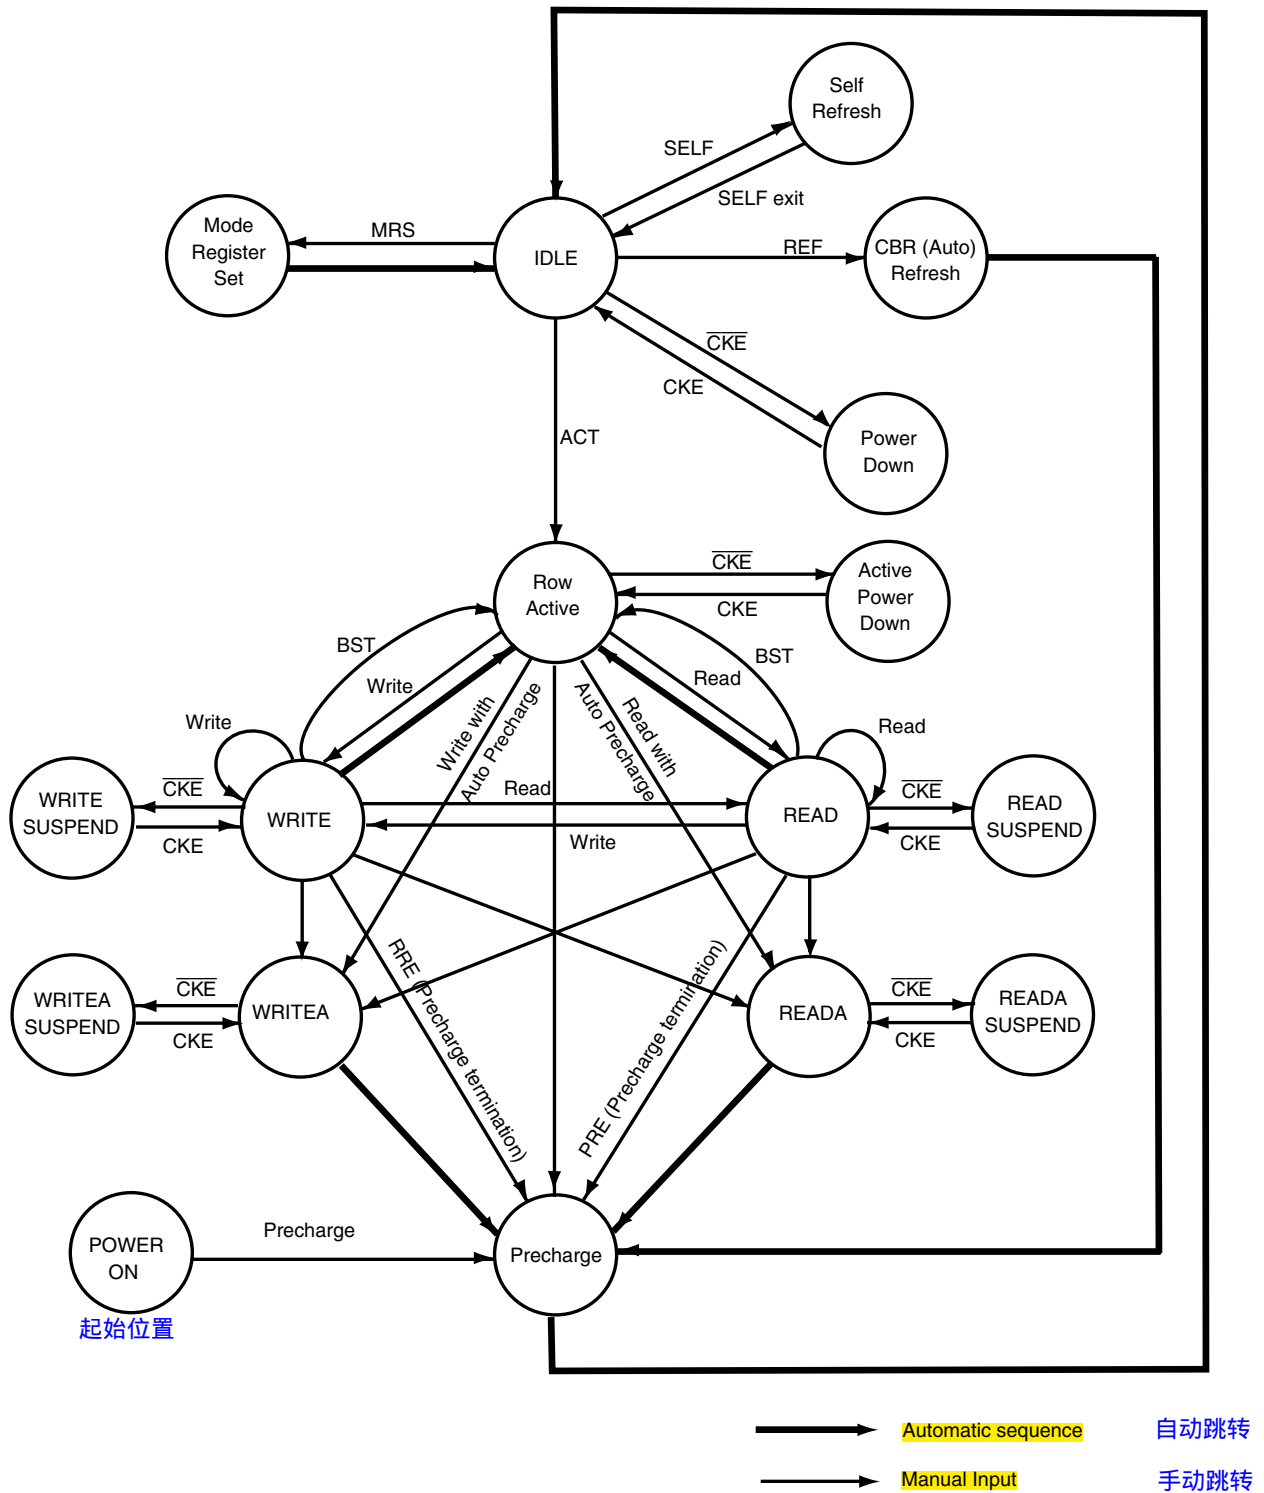 Self
Refresh
SELF
SELF exit
Mode
Register
Set
MRS
IDLE
REF
CBR (Auto)
Refresh
CKE
CKE
Power
Down
ACT
Row
Active
CKE
CKE
Active
Power
Down
BST
Write
Write with
Auto Precharge
Read with
Auto Precharge
Read
BST
Write
Read
WRITE
SUSPEND
CKE
CKE
WRITE
Read
Write
READ
CKE
CKE
READ
SUSPEND
WRITEA
SUSPEND
CKE
CKE
WRITEA
RRE (Precharge termination)
PRE (Precharge termination)
READA
CKE
CKE
READA
SUSPEND
POWER
ON
起始位置
Precharge
Precharge
Automatic sequence 自动跳转
Manual Input 手动跳转